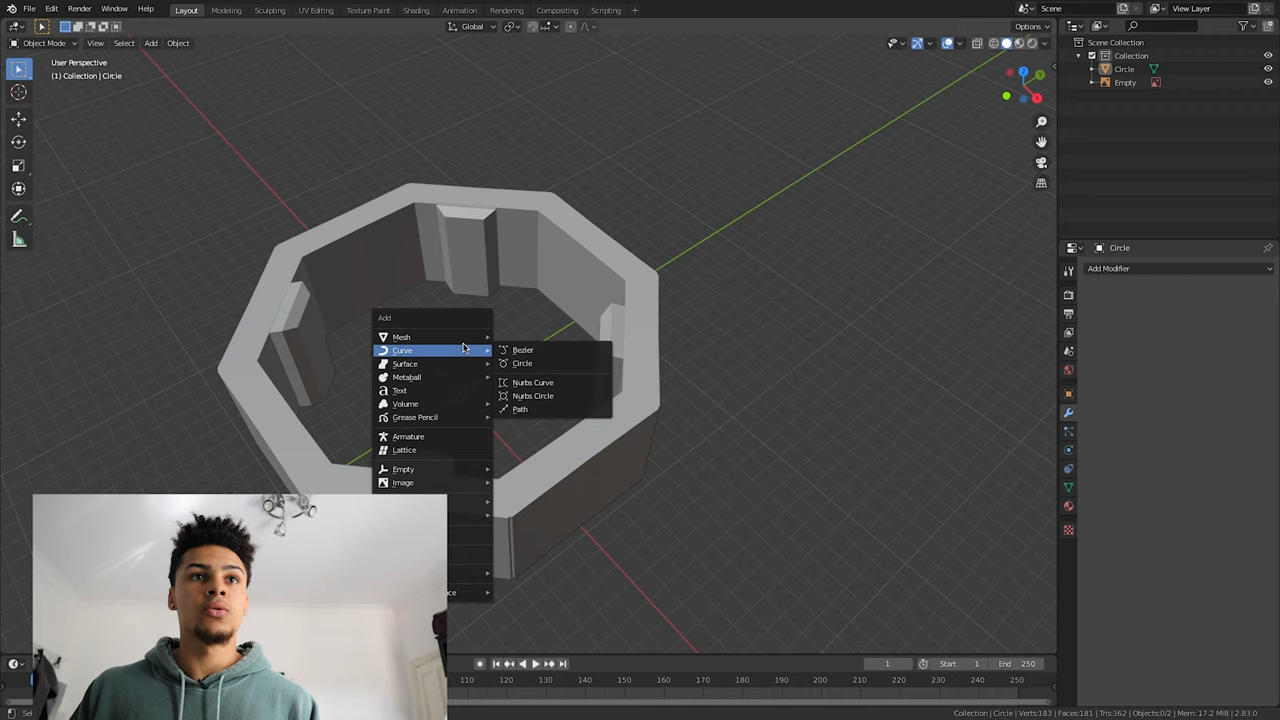 File Edit Render Window Help Layout Modeling Sculpting UV Editing Texture Paint Shading Animation Rendering Compositing Scripting + Scene View Layer
Global Options
Object Mode View Select Add Object
User Perspective
(1) Collection | Circle
Scene Collection
Collection
Circle
Empty
Z
Y
X
Circle
Add Modifier
Add
Mesh
Curve
Surface
Metaball
Text
Volume
Grease Pencil
Armature
Lattice
Empty
Image
Bezier
Circle
Nurbs Curve
Nurbs Circle
Path
1 Start 1 End 250
110 120 130 140 150 160 170 180 190 200 210 220 230 240 250
Collection | Circle | Verts:183 | Faces:181 | Tris:362 | Objects:0/2 | Mem: 17.2 MiB | 2.83.0